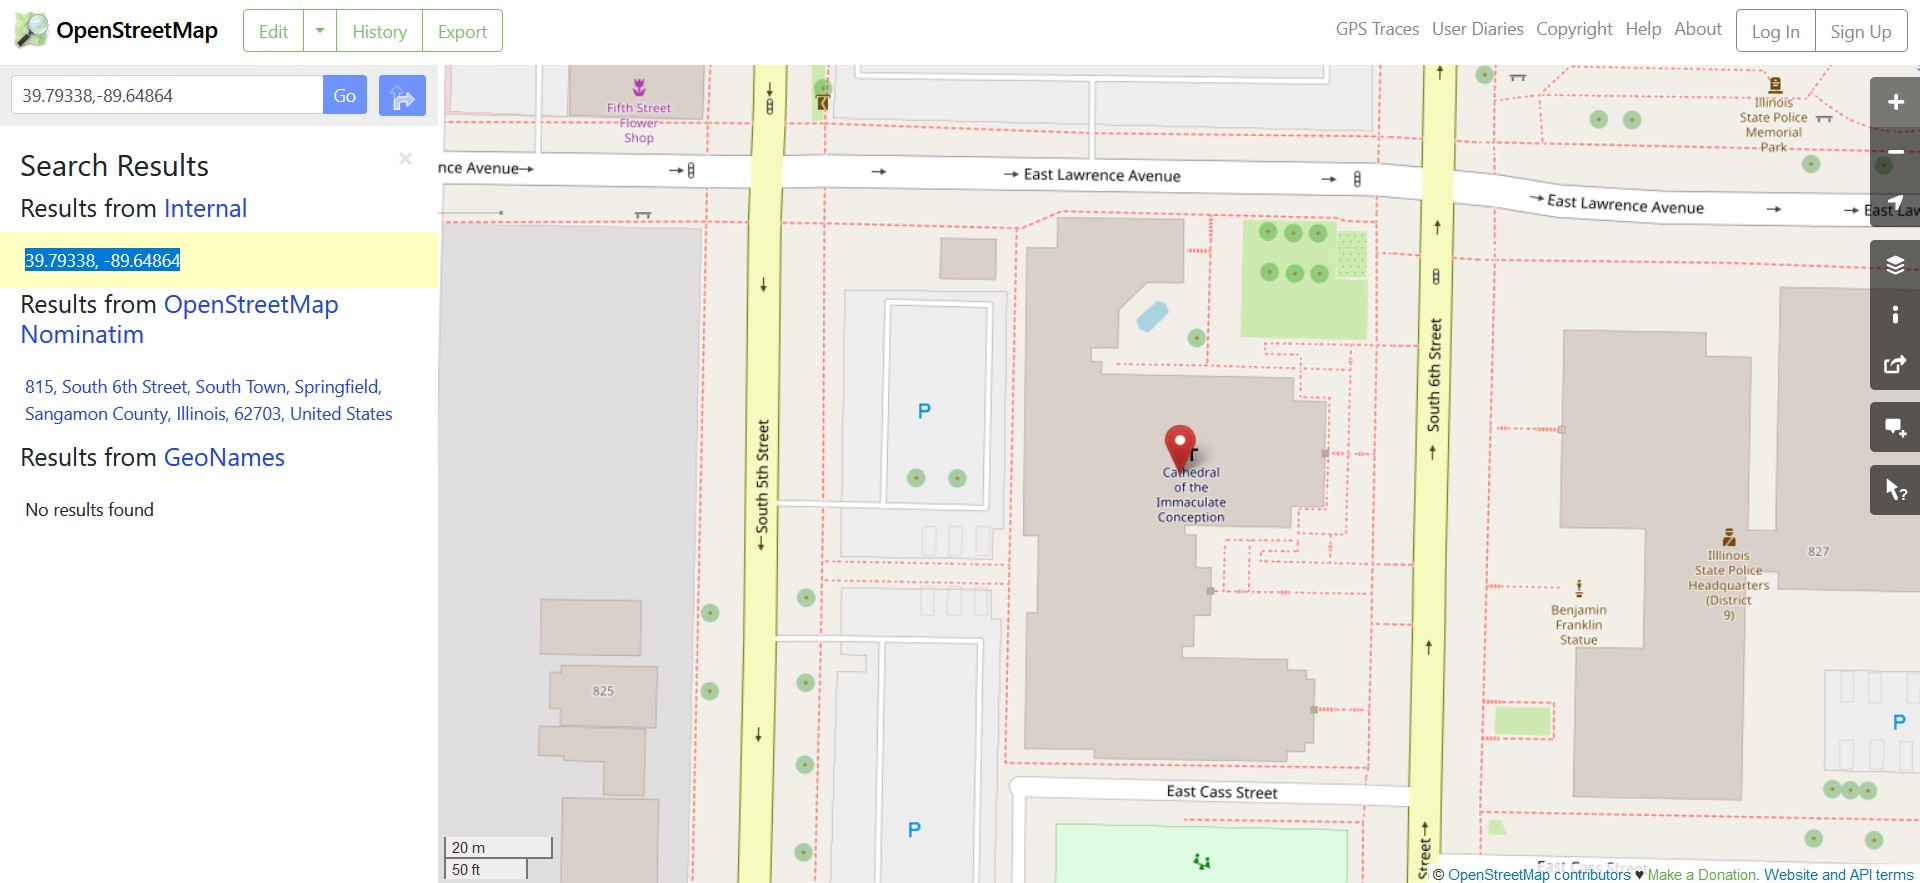 OpenStreetMap
Edit
History
Export
GPS Traces
User Diaries
Copyright
Help
About
Log In
Sign Up
39.79338,-89.64864
Go
Search Results
×
Results from Internal
39.79338, -89.64864
Results from OpenStreetMap
Nominatim
815, South 6th Street, South Town, Springfield,
Sangamon County, Illinois, 62703, United States
Results from GeoNames
No results found
Fifth Street
Flower
Shop
Illinois
State Police
Memorial
Park
nce Avenue
East Lawrence Avenue
East Lawrence Avenue
East Law
South 5th Street
South 6th Street
P
Cathedral
of the
Immaculate
Conception
Illinois
State Police
Headquarters
(District
9)
827
Benjamin
Franklin
Statue
825
P
East Cass Street
P
Street
East Cass Street
20 m
50 ft
© OpenStreetMap contributors ♥ Make a Donation. Website and API terms